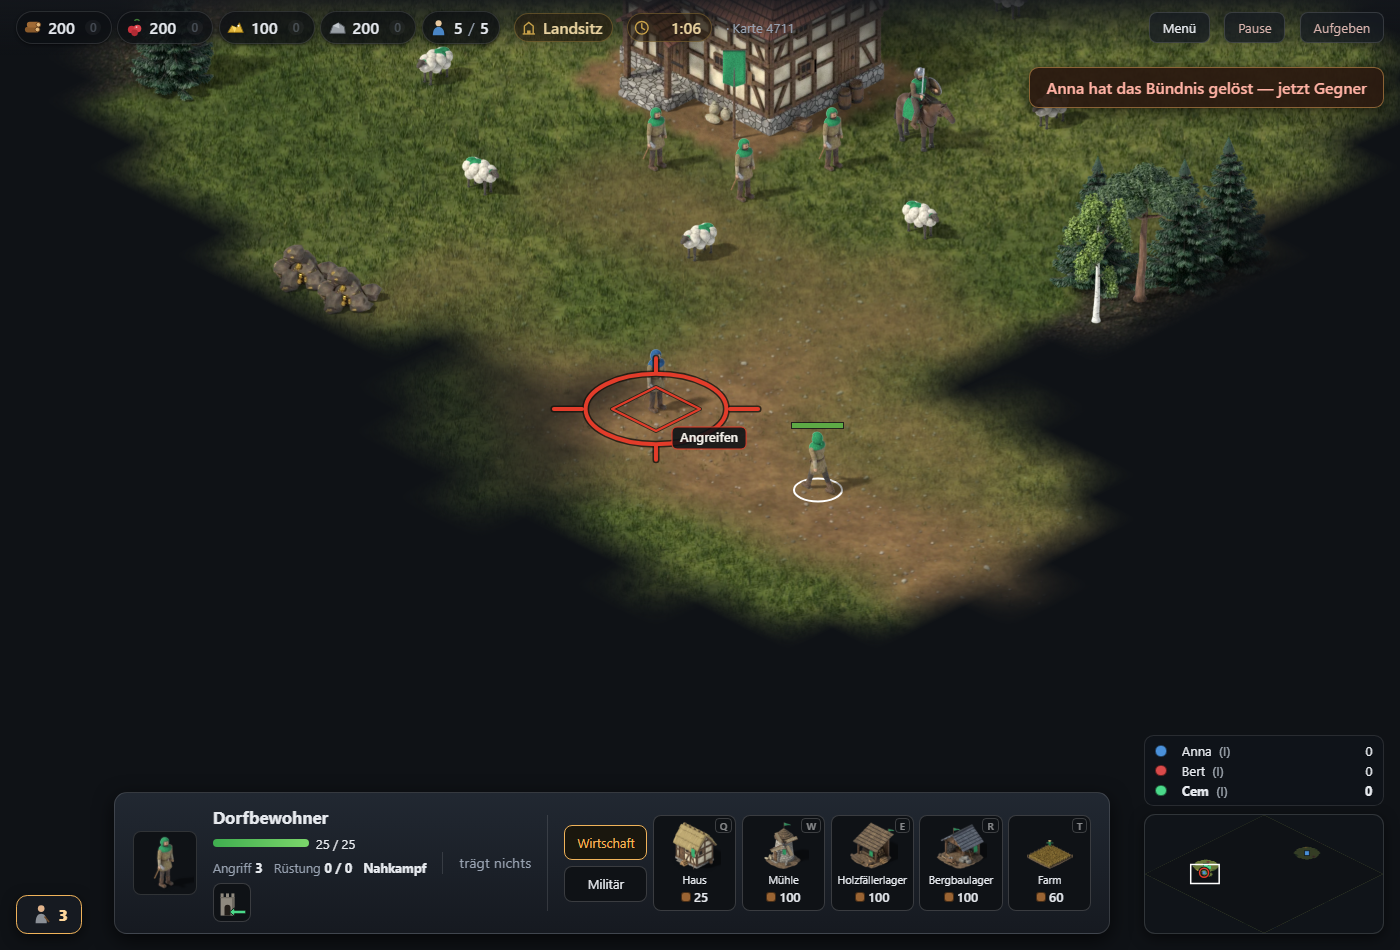 200 0 200 0 100 0 200 0 5 / 5 Landsitz 1:06 Karte 4711 Menü Pause Aufgeben
Anna hat das Bündnis gelöst — jetzt Gegner
Angreifen
Anna (I) 0
Bert (I) 0
Cem (I) 0
Dorfbewohner
25 / 25
Angriff 3 Rüstung 0 / 0 Nahkampf
trägt nichts
Wirtschaft
Militär
Q
Haus
25
W
Mühle
100
E
Holzfällerlager
100
R
Bergbaulager
100
T
Farm
60
3